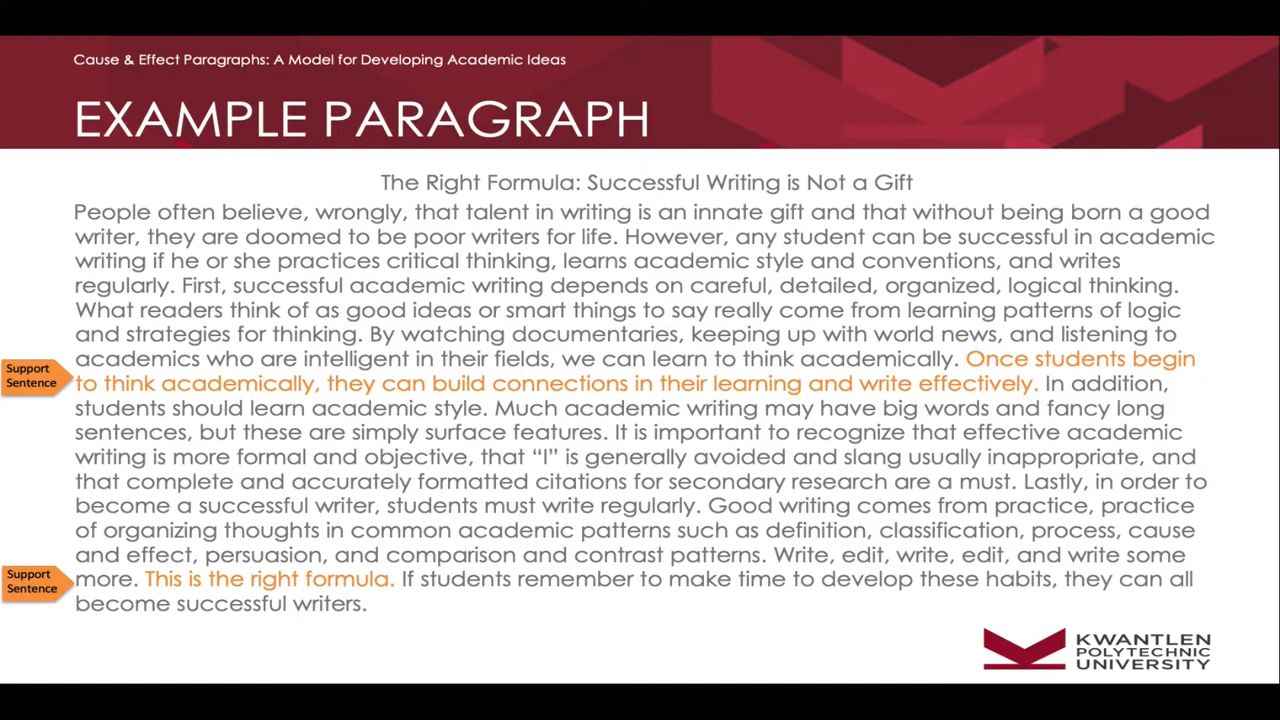 Cause & Effect Paragraphs: A Model for Developing Academic Ideas
EXAMPLE PARAGRAPH
The Right Formula: Successful Writing is Not a Gift
People often believe, wrongly, that talent in writing is an innate gift and that without being born a good
writer, they are doomed to be poor writers for life. However, any student can be successful in academic
writing if he or she practices critical thinking, learns academic style and conventions, and writes
regularly. First, successful academic writing depends on careful, detailed, organized, logical thinking.
What readers think of as good ideas or smart things to say really come from learning patterns of logic
and strategies for thinking. By watching documentaries, keeping up with world news, and listening to
academics who are intelligent in their fields, we can learn to think academically. Once students begin
Support
Sentence
to think academically, they can build connections in their learning and write effectively. In addition,
students should learn academic style. Much academic writing may have big words and fancy long
sentences, but these are simply surface features. It is important to recognize that effective academic
writing is more formal and objective, that “I” is generally avoided and slang usually inappropriate, and
that complete and accurately formatted citations for secondary research are a must. Lastly, in order to
become a successful writer, students must write regularly. Good writing comes from practice, practice
of organizing thoughts in common academic patterns such as definition, classification, process, cause
and effect, persuasion, and comparison and contrast patterns. Write, edit, write, edit, and write some
Support
Sentence
more. This is the right formula. If students remember to make time to develop these habits, they can all
become successful writers.
KWANTLEN
POLYTECHNIC
UNIVERSITY